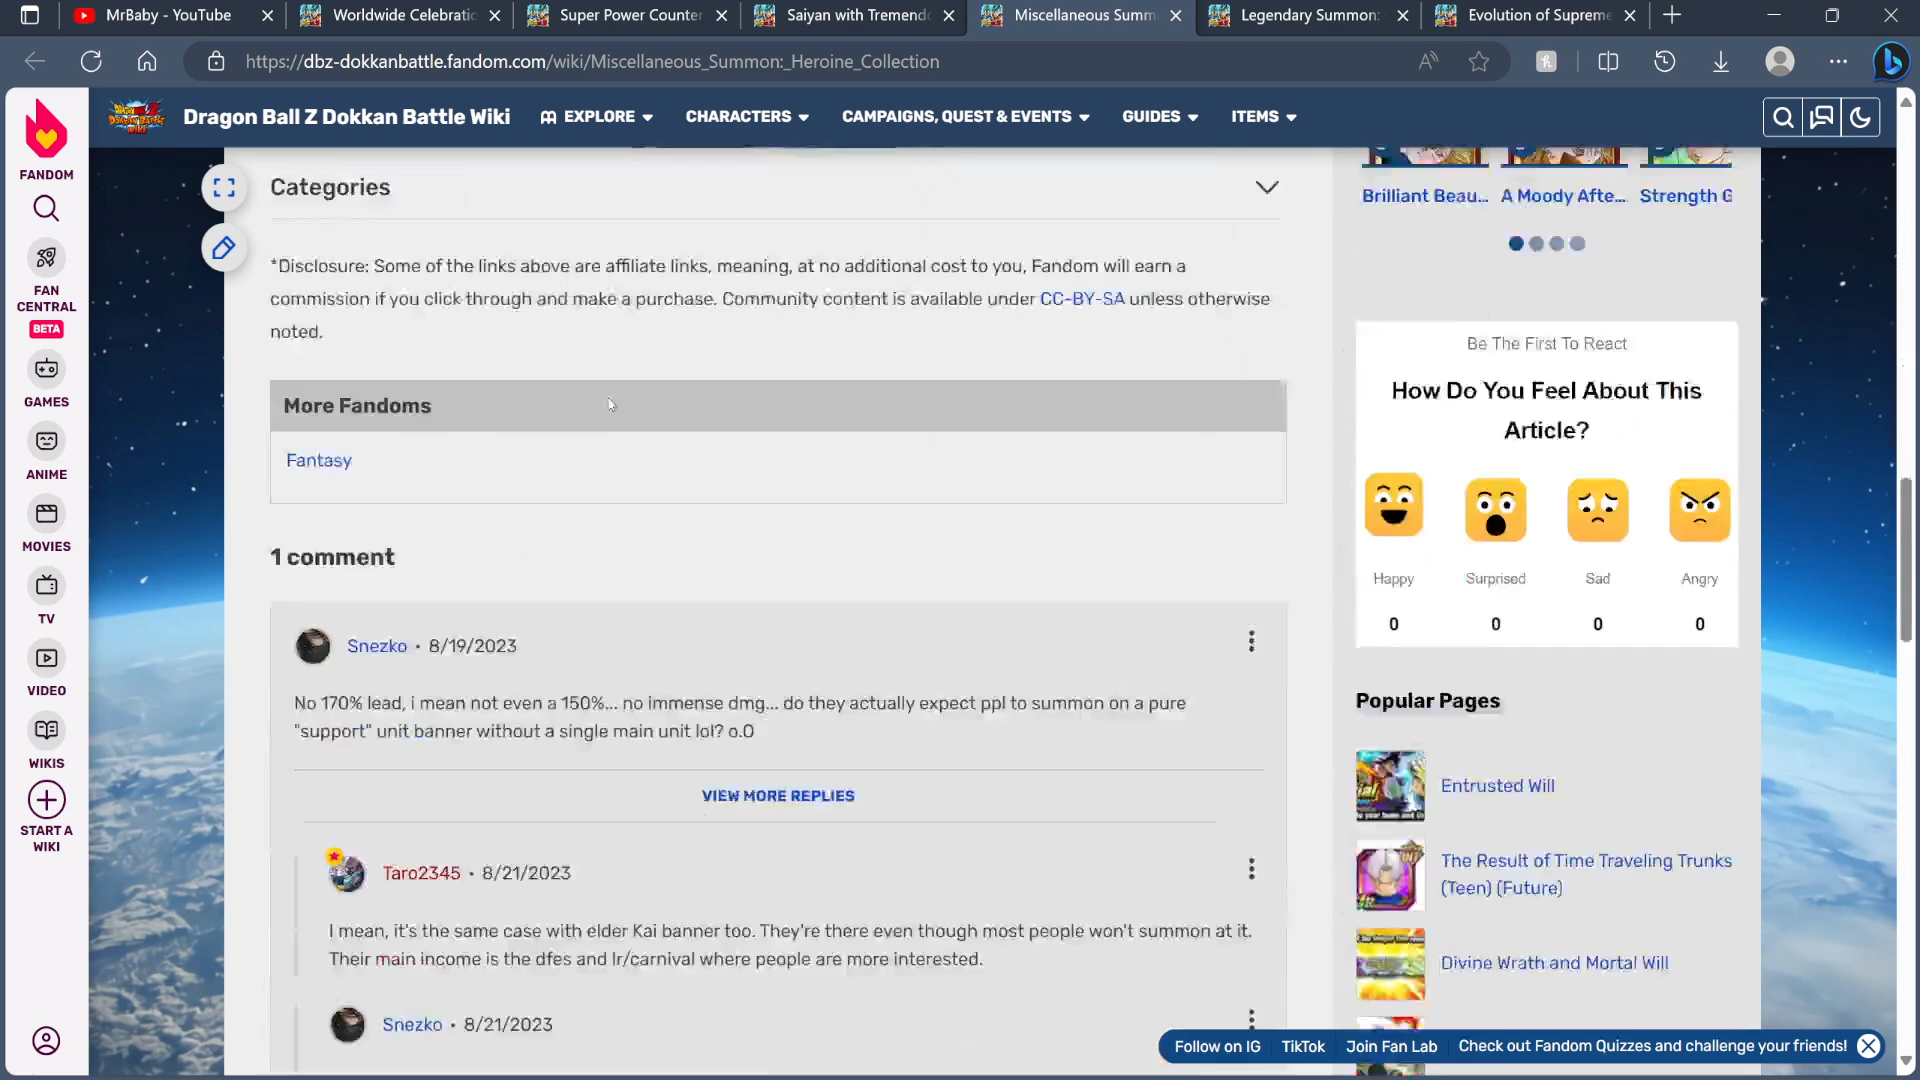 MrBaby - YouTube
Worldwide Celebratio
Super Power Counter
Saiyan with Tremendo
Miscellaneous Summ
Legendary Summon:
Evolution of Supreme
https://dbz-dokkanbattle.fandom.com/wiki/Miscellaneous_Summon:_Heroine_Collection
Dragon Ball Z Dokkan Battle Wiki
EXPLORE
CHARACTERS
CAMPAIGNS, QUEST & EVENTS
GUIDES
ITEMS
FANDOM
FAN
CENTRAL
BETA
GAMES
ANIME
MOVIES
TV
VIDEO
WIKIS
START A
WIKI
Categories
*Disclosure: Some of the links above are affiliate links, meaning, at no additional cost to you, Fandom will earn a
commission if you click through and make a purchase. Community content is available under CC-BY-SA unless otherwise
noted.
More Fandoms
Fantasy
1 comment
Snezko • 8/19/2023
No 170% lead, i mean not even a 150%... no immense dmg... do they actually expect ppl to summon on a pure
"support" unit banner without a single main unit lol? o.O
VIEW MORE REPLIES
Taro2345 • 8/21/2023
I mean, it's the same case with elder Kai banner too. They're there even though most people won't summon at it.
Their main income is the dfes and lr/carnival where people are more interested.
Snezko • 8/21/2023
Brilliant Beau...
A Moody Afte...
Strength G
Be The First To React
How Do You Feel About This
Article?
Happy
Surprised
Sad
Angry
0
0
0
0
Popular Pages
Entrusted Will
The Result of Time Traveling Trunks
(Teen) (Future)
Divine Wrath and Mortal Will
Follow on IG
TikTok
Join Fan Lab
Check out Fandom Quizzes and challenge your friends!